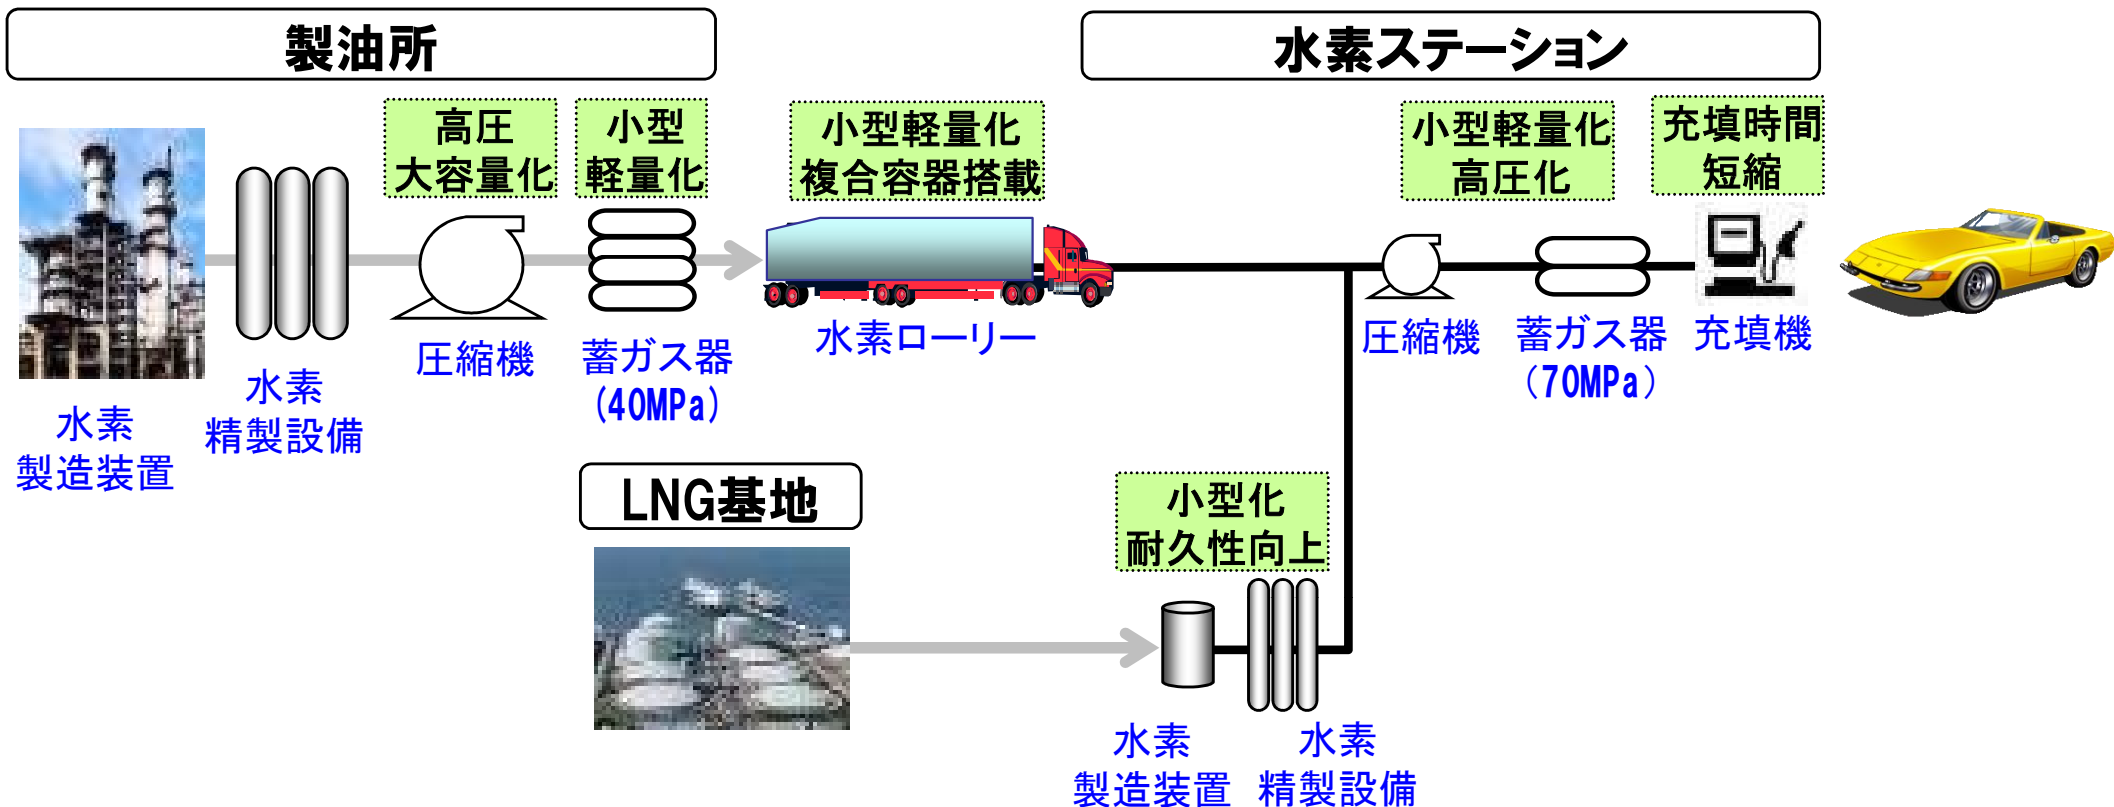 製油所
水素ステーション
高圧
大容量化
小型
軽量化
小型軽量化
複合容器搭載
小型軽量化
高圧化
充填時間
短縮
水素
製造装置
水素
精製設備
圧縮機
蓄ガス器
(40MPa)
水素ローリー
圧縮機
蓄ガス器
（70MPa）
充填機
LNG基地
小型化
耐久性向上
水素
製造装置
水素
精製設備